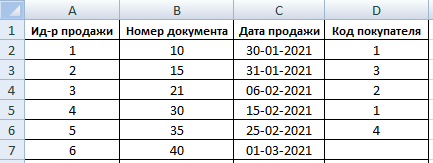 A B C D
1 Ид-р продажи Номер документа Дата продажи Код покупателя
2 1 10 30-01-2021 1
3 2 15 31-01-2021 3
4 3 21 06-02-2021 2
5 4 30 15-02-2021 1
6 5 35 25-02-2021 4
7 6 40 01-03-2021